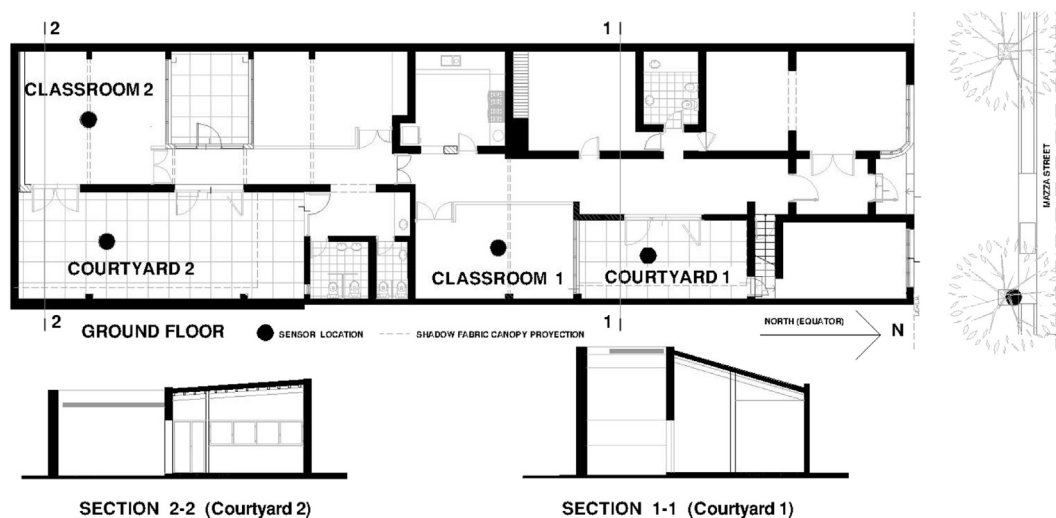 2
1
CLASSROOM 2
COURTYARD 2
CLASSROOM 1
COURTYARD 1
MAZZA STREET
2
1
GROUND FLOOR
SENSOR LOCATION
SHADOW FABRIC CANOPY PROYECTION
NORTH (EQUATOR)
N
SECTION 2-2 (Courtyard 2)
SECTION 1-1 (Courtyard 1)